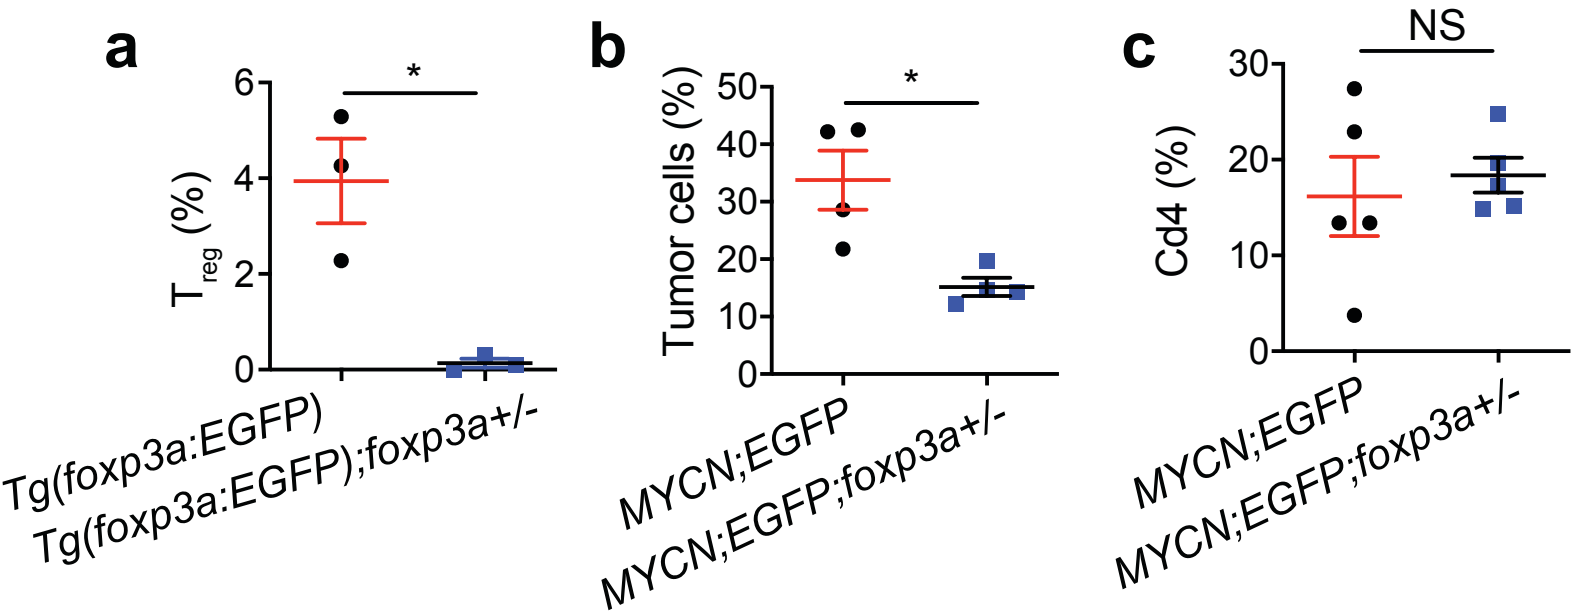 a
*
T reg (%)
6
4
2
0
Tg(foxp3a:EGFP)
Tg(foxp3a:EGFP);foxp3a+/-
b
*
Tumor cells (%)
50
40
30
20
10
0
MYCN;EGFP
MYCN;EGFP;foxp3a+/-
c
NS
Cd4 (%)
30
20
10
0
MYCN;EGFP
MYCN;EGFP;foxp3a+/-